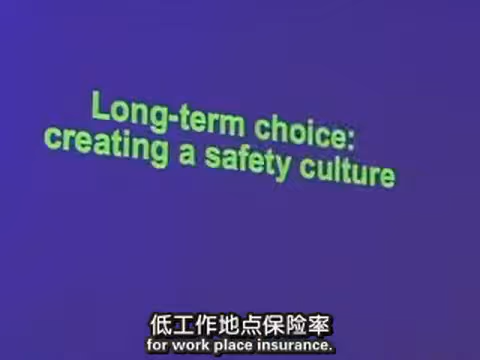 Long-term choice:
creating a safety culture
低工作地点保险率
for work place insurance.